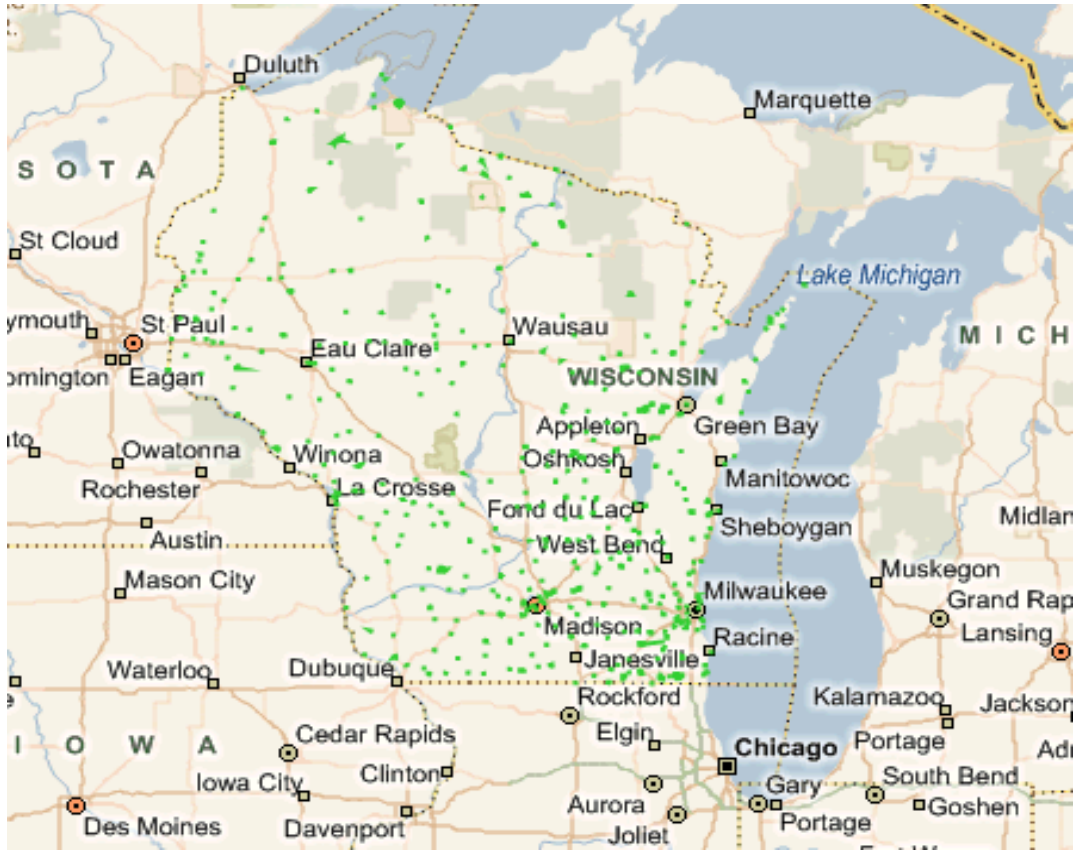 Duluth
Marquette
S O T A
St Cloud
Lake Michigan
ymouth
St Paul
Wausau
M I C H
Eau Claire
omington
Eagan
WISCONSIN
Appleton
Green Bay
Owatonna
Winona
Oshkosh
Rochester
La Crosse
Manitowoc
Fond du Lac
Sheboygan
Midlan
Austin
West Bend
Mason City
Muskegon
Milwaukee
Grand Rap
Madison
Lansing
Racine
Waterloo
Dubuque
Janesville
Rockford
Kalamazoo
Jackson
I O W A
Cedar Rapids
Elgin
Portage
Chicago
Iowa City
Clinton
South Bend
Aurora
Gary
Goshen
Des Moines
Davenport
Joliet
Portage